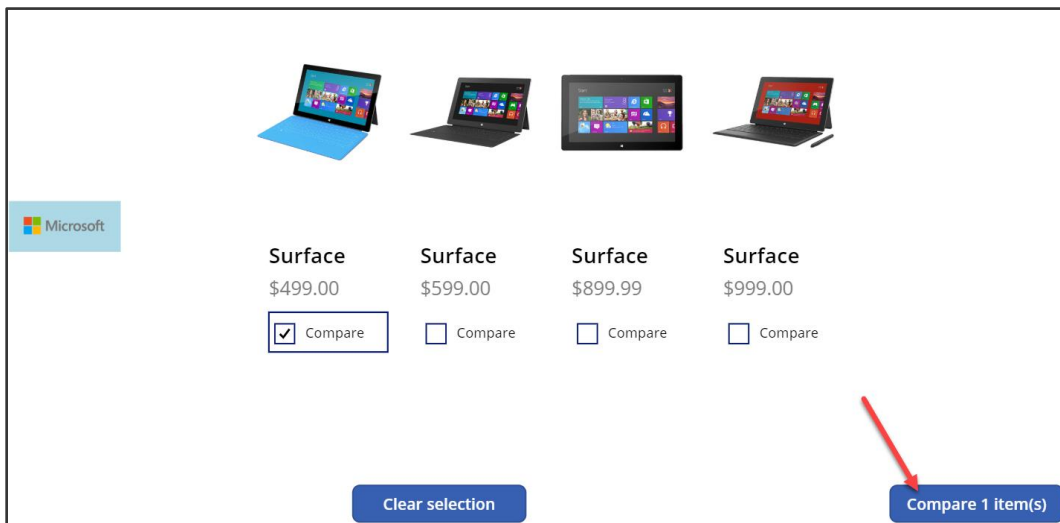 Microsoft
Surface
$499.00
Compare
Surface
$599.00
Compare
Surface
$899.99
Compare
Surface
$999.00
Compare
Clear selection
Compare 1 item(s)